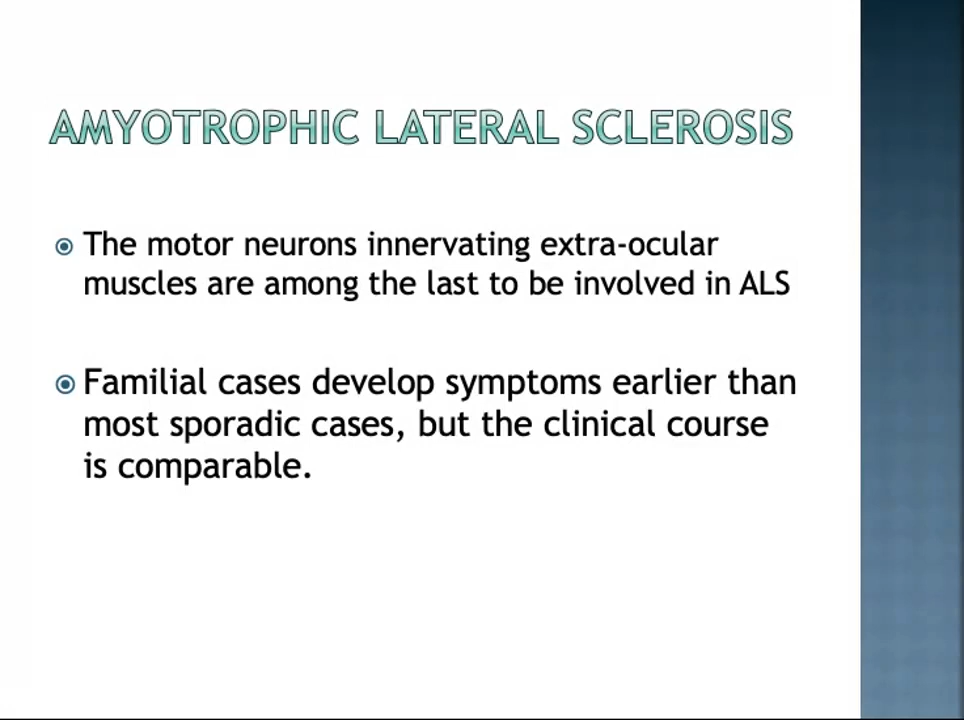 AMYOTROPHIC LATERAL SCLEROSIS
The motor neurons innervating extra-ocular
muscles are among the last to be involved in ALS
Familial cases develop symptoms earlier than
most sporadic cases, but the clinical course
is comparable.